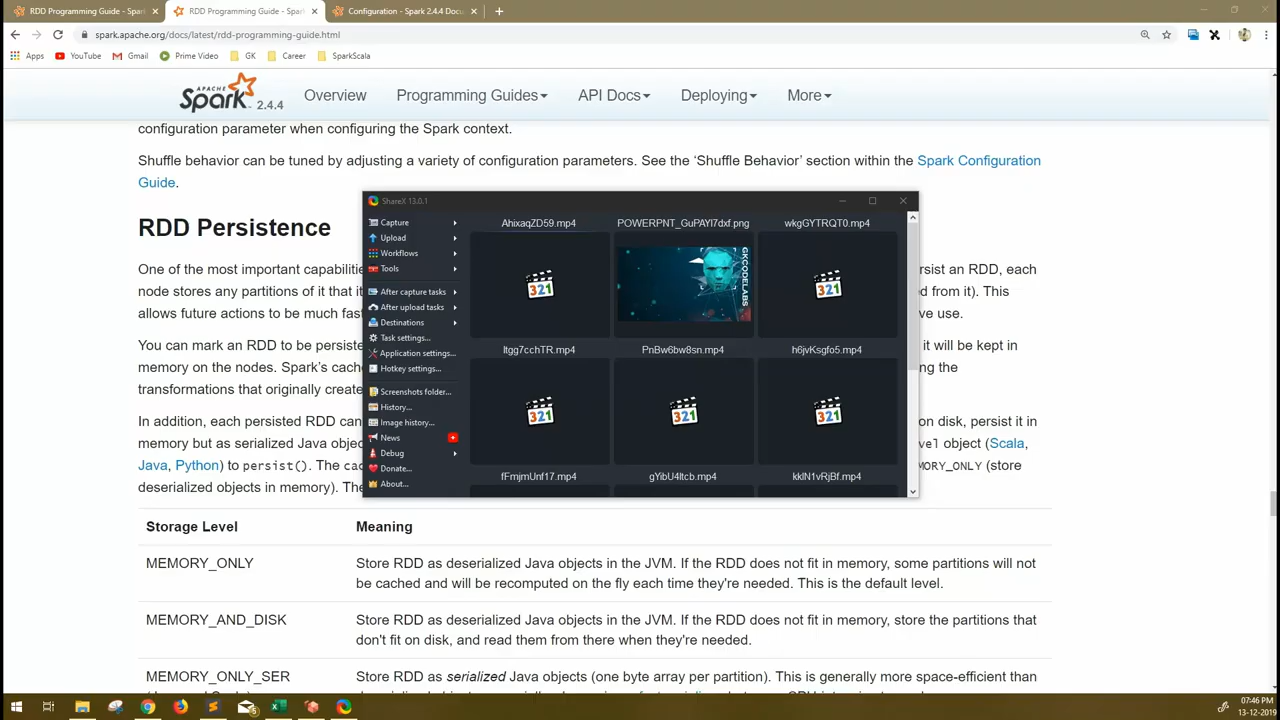 RDD Programming Guide - Spar
RDD Programming Guide - Spark
Configuration - Spark 2.4.4 Docu
spark.apache.org/docs/latest/rdd-programming-guide.html
Apps YouTube Gmail Prime Video GK Career SparkScala
APACHE Spark 2.4.4 Overview Programming Guides API Docs Deploying More
configuration parameter when configuring the Spark context.
Shuffle behavior can be tuned by adjusting a variety of configuration parameters. See the ‘Shuffle Behavior’ section within the Spark Configuration
Guide.
RDD Persistence
One of the most important capabilitie
rsist an RDD, each
node stores any partitions of it that i
d from it). This
allows future actions to be much fas
ve use.
You can mark an RDD to be persiste
it will be kept in
memory on the nodes. Spark’s cach
ng the
transformations that originally create
In addition, each persisted RDD can
on disk, persist it in
memory but as serialized Java objec
vel object (Scala,
Java, Python) to persist(). The cac
MORY_ONLY (store
deserialized objects in memory). The
ShareX 13.0.1
Capture
Upload
Workflows
Tools
After capture tasks
After upload tasks
Destinations
Task settings...
Application settings...
Hotkey settings...
Screenshots folder...
History...
Image history...
News
Debug
Donate...
About...
AhixaqZD59.mp4 POWERPNT_GuPAYl7dxf.png wkgGYTRQT0.mp4
321 GKCODELABS 321
ltgg7cchTR.mp4 PnBw6bw8sn.mp4 h6jvKsgfo5.mp4
321 321 321
fFmjmUnf17.mp4 gYibU4ltcb.mp4 kklN1vRjBf.mp4
Storage Level Meaning
MEMORY_ONLY Store RDD as deserialized Java objects in the JVM. If the RDD does not fit in memory, some partitions will not
be cached and will be recomputed on the fly each time they're needed. This is the default level.
MEMORY_AND_DISK Store RDD as deserialized Java objects in the JVM. If the RDD does not fit in memory, store the partitions that
don't fit on disk, and read them from there when they're needed.
MEMORY_ONLY_SER Store RDD as serialized Java objects (one byte array per partition). This is generally more space-efficient than
07:46 PM
13-12-2019